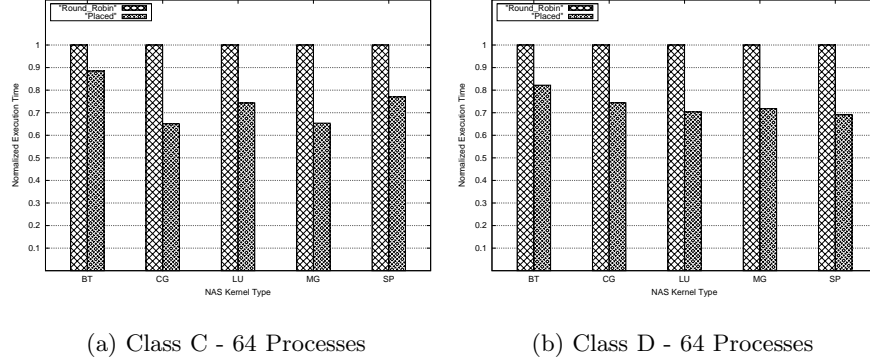 "Round_Robin"
"Placed"
1
0.9
0.8
0.7
0.6
0.5
0.4
0.3
0.2
0.1
Normalized Execution Time
BT CG LU MG SP
NAS Kernel Type
(a) Class C - 64 Processes
"Round_Robin"
"Placed"
1
0.9
0.8
0.7
0.6
0.5
0.4
0.3
0.2
0.1
Normalized Execution Time
BT CG LU MG SP
NAS Kernel Type
(b) Class D - 64 Processes